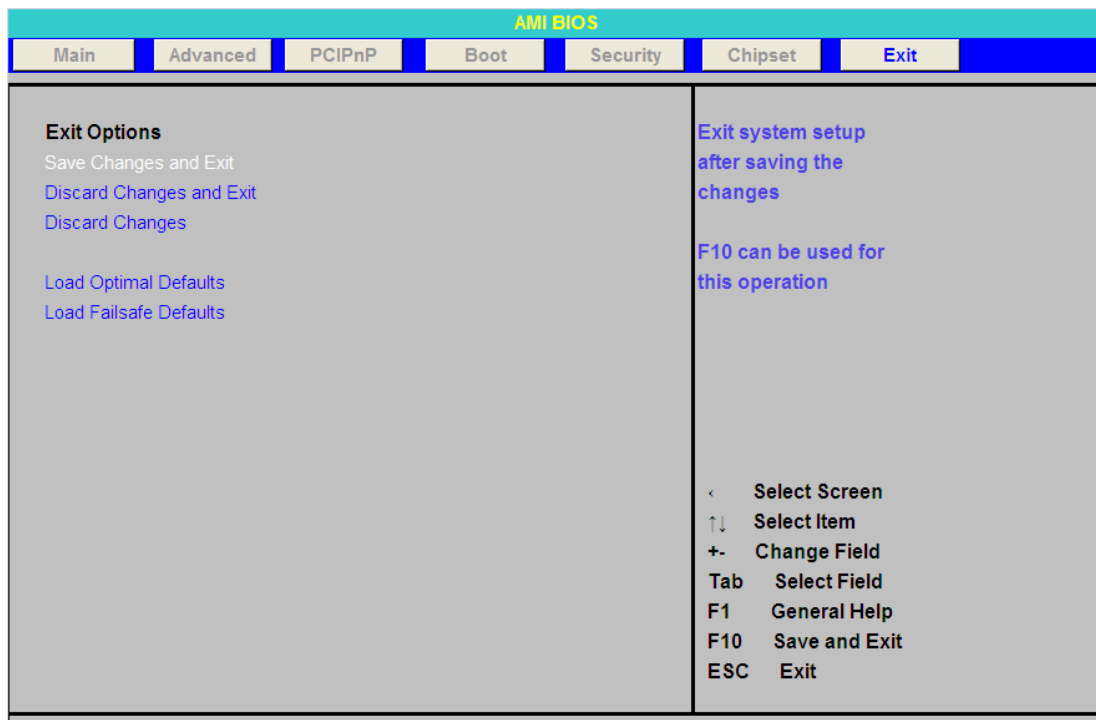 AMI BIOS
Main Advanced PCIPnP Boot Security Chipset Exit
Exit Options
Save Changes and Exit
Discard Changes and Exit
Discard Changes
Load Optimal Defaults
Load Failsafe Defaults
Exit system setup
after saving the
changes
F10 can be used for
this operation
‹ Select Screen
↑↓ Select Item
+- Change Field
Tab Select Field
F1 General Help
F10 Save and Exit
ESC Exit